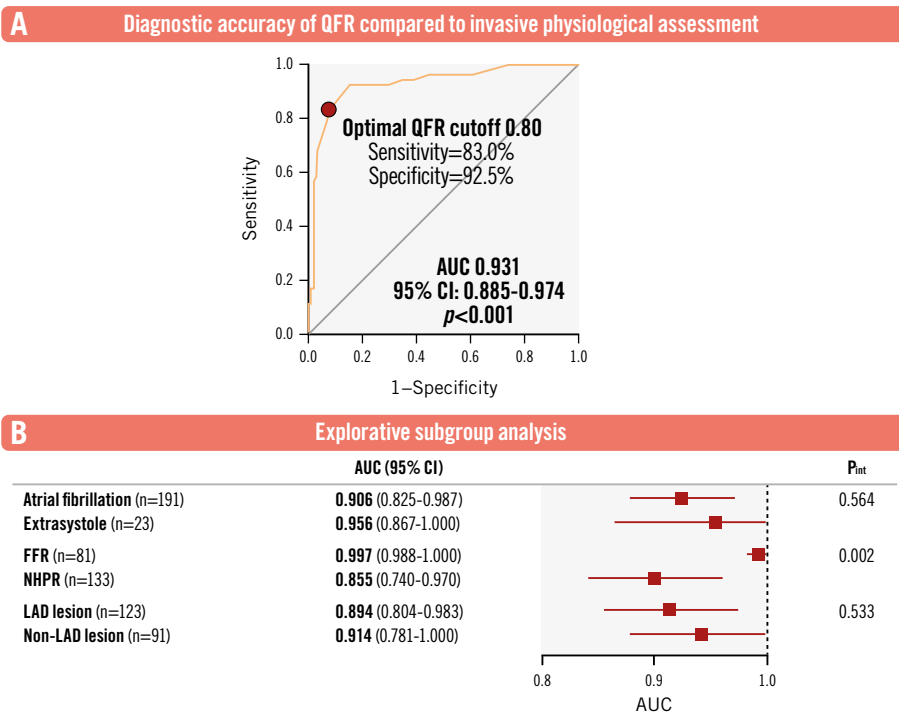 A Diagnostic accuracy of QFR compared to invasive physiological assessment
1.0
0.8
0.6
0.4
0.2
0.0
Sensitivity
Optimal QFR cutoff 0.80
Sensitivity=83.0%
Specificity=92.5%
AUC 0.931
95% CI: 0.885-0.974
p<0.001
0.0 0.2 0.4 0.6 0.8 1.0
1–Specificity
B Explorative subgroup analysis
AUC (95% CI) Pint
Atrial fibrillation (n=191) 0.906 (0.825-0.987) 0.564
Extrasystole (n=23) 0.956 (0.867-1.000)
FFR (n=81) 0.997 (0.988-1.000) 0.002
NHPR (n=133) 0.855 (0.740-0.970)
LAD lesion (n=123) 0.894 (0.804-0.983) 0.533
Non-LAD lesion (n=91) 0.914 (0.781-1.000)
0.8 0.9 1.0
AUC